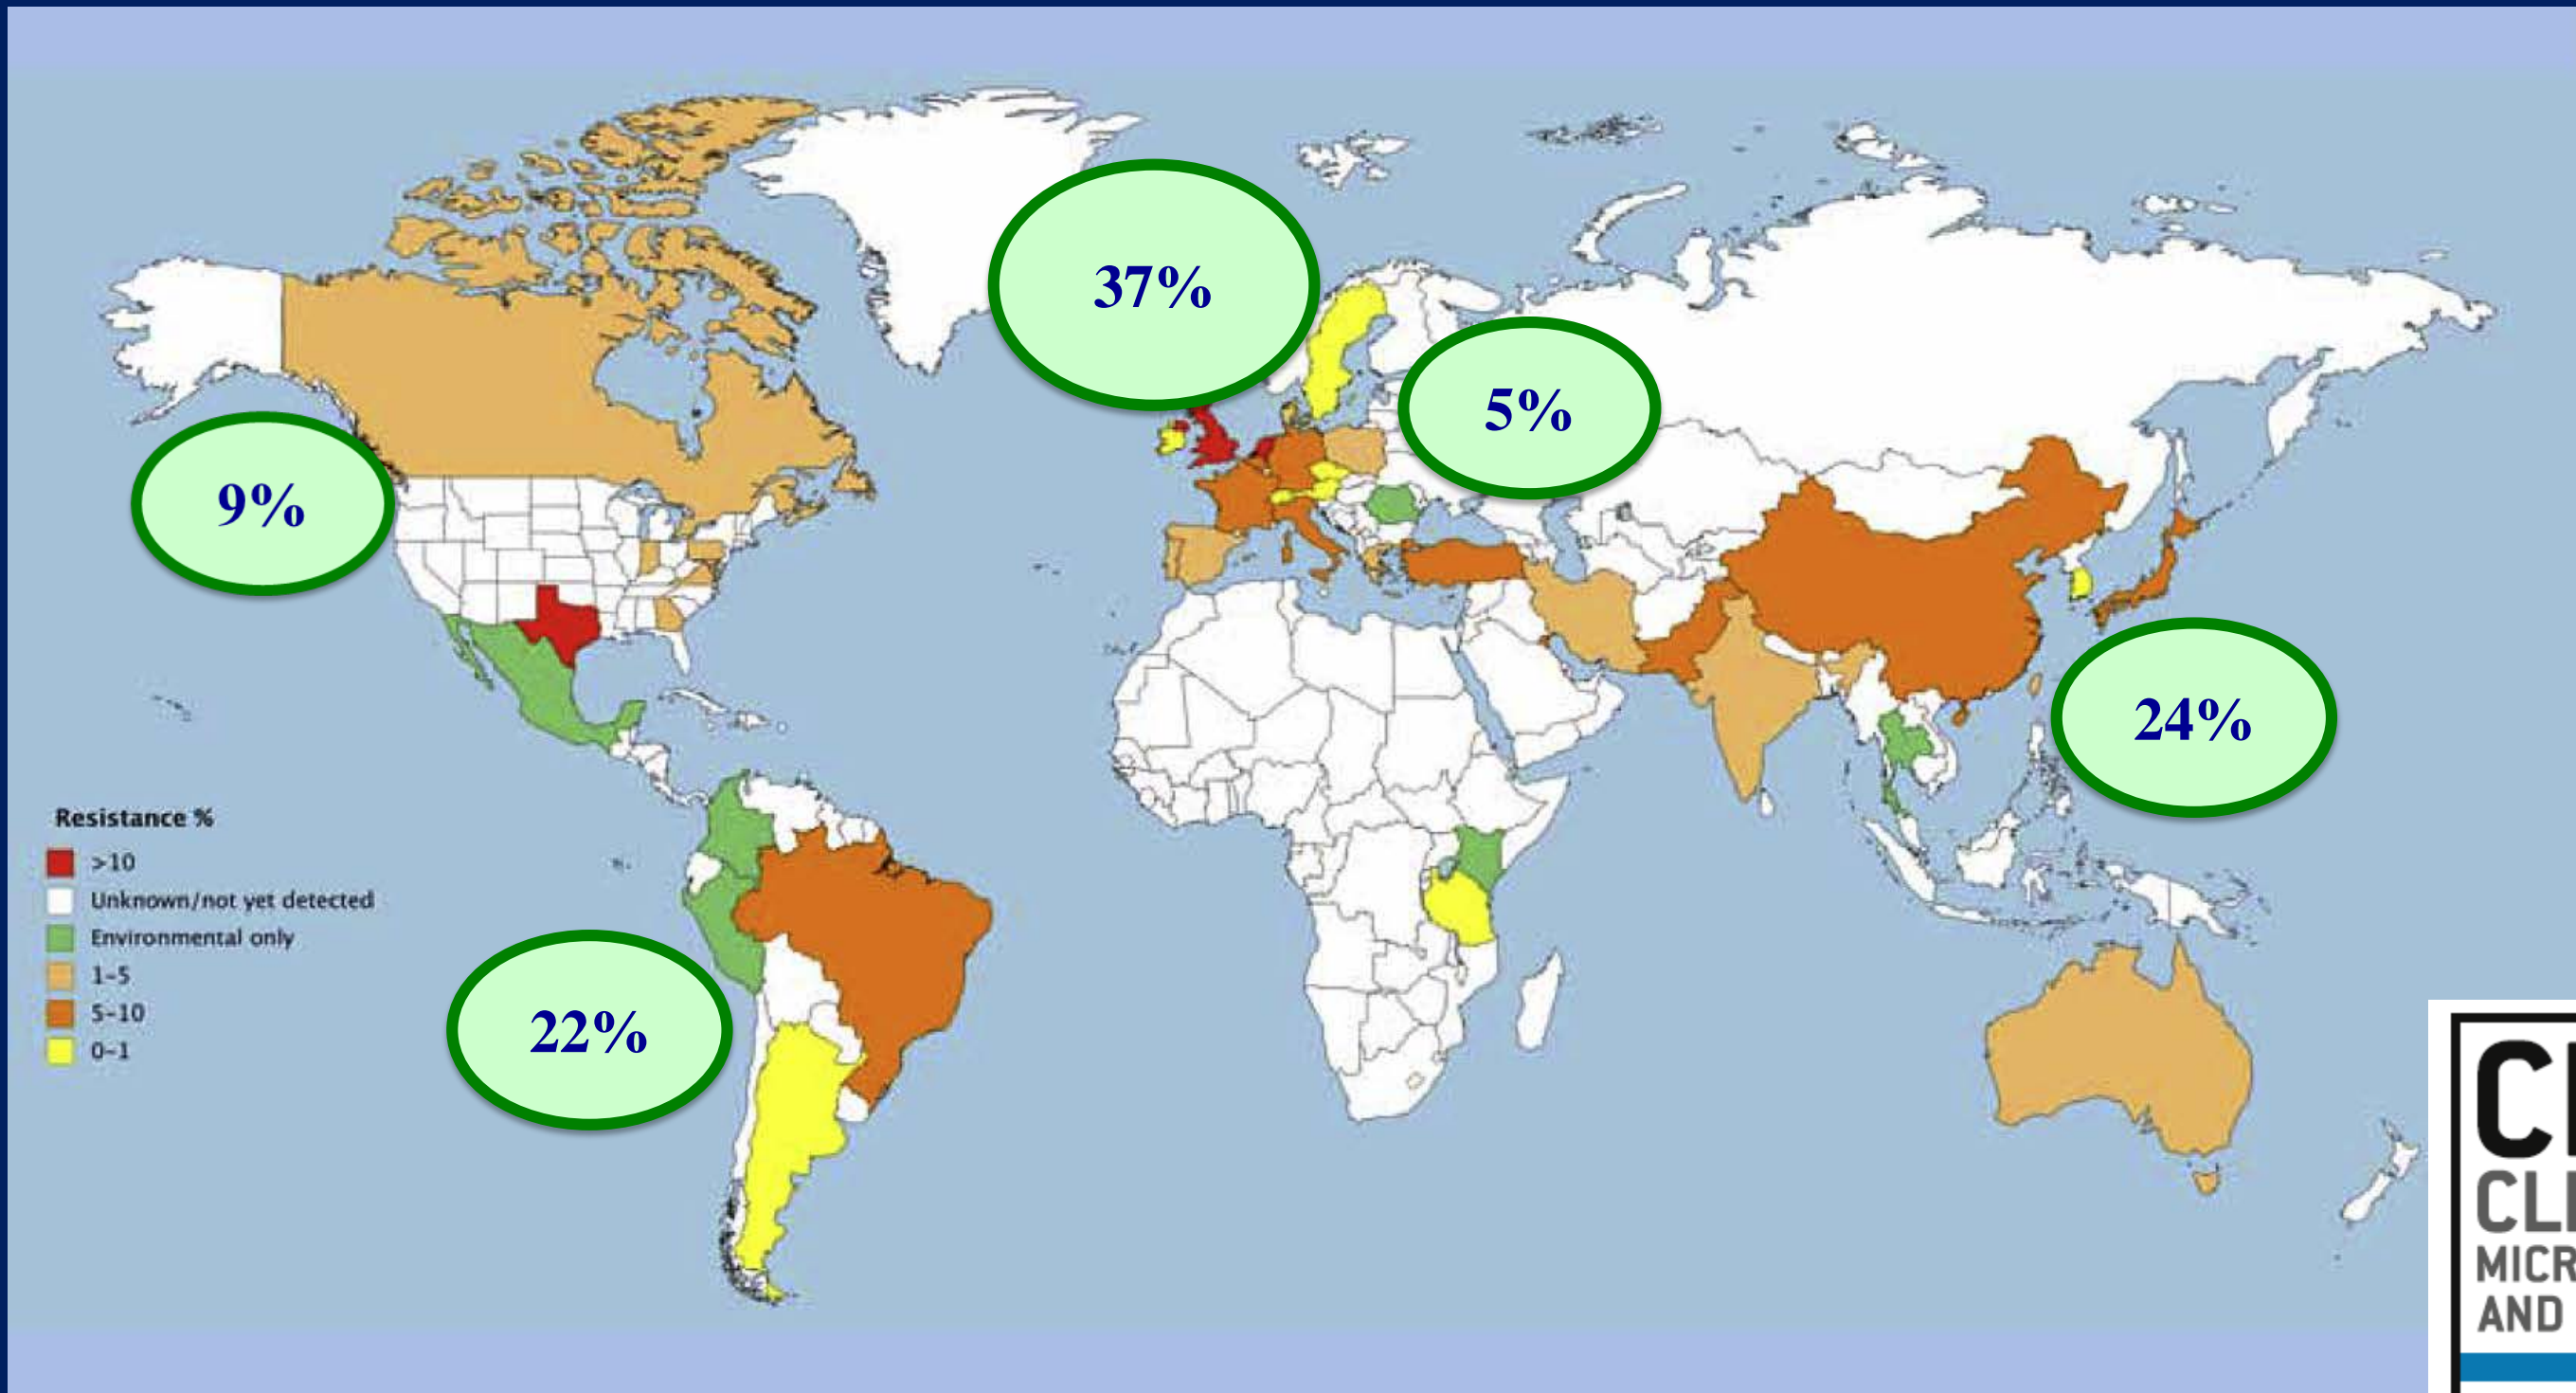 37%
5%
9%
24%
Resistance %
>10
Unknown/not yet detected
Environmental only
1-5
5-10
0-1
22%
MICR
AND